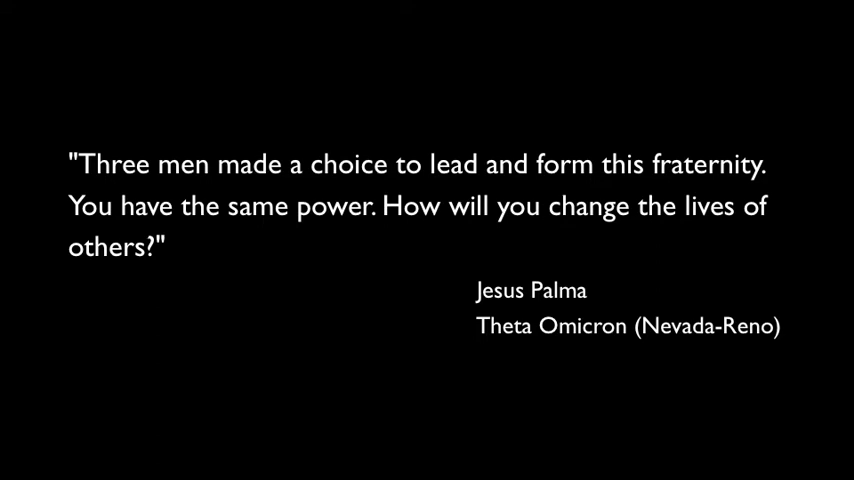 "Three men made a choice to lead and form this fraternity.
You have the same power. How will you change the lives of
others?"
Jesus Palma
Theta Omicron (Nevada-Reno)